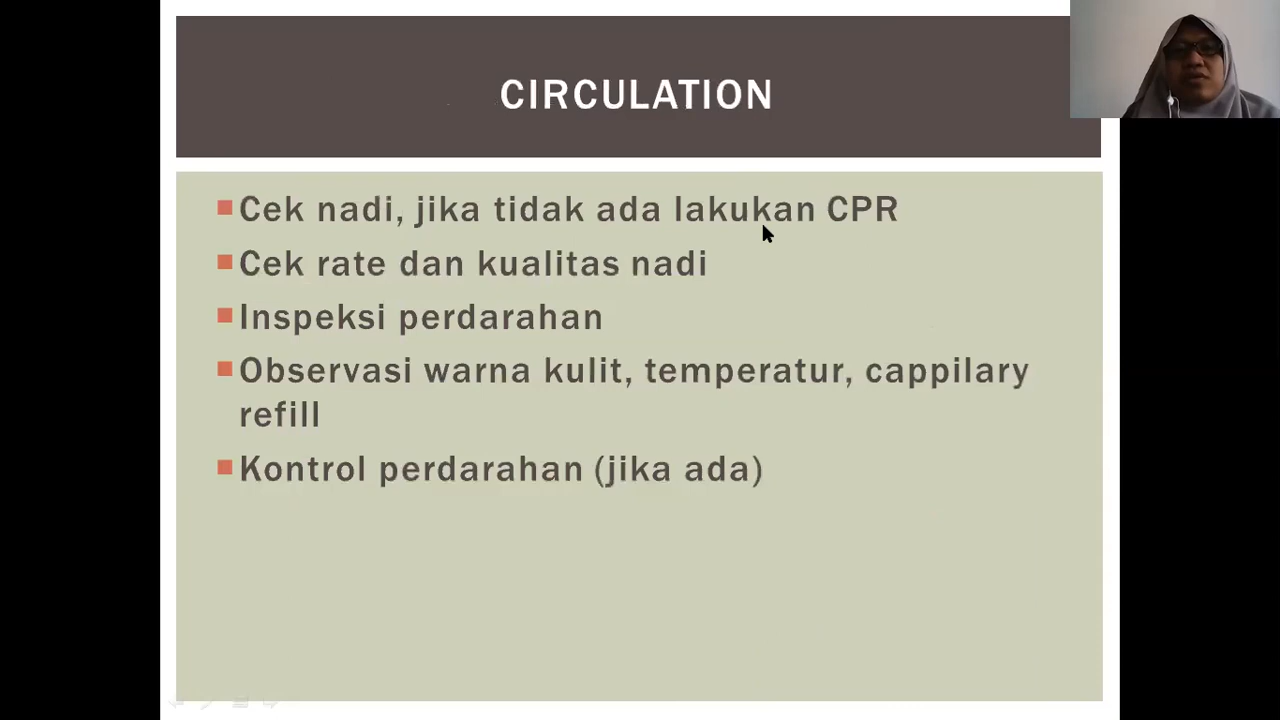 CIRCULATION
Cek nadi, jika tidak ada lakukan CPR
Cek rate dan kualitas nadi
Inspeksi perdarahan
Observasi warna kulit, temperatur, cappilary
refill
Kontrol perdarahan (jika ada)